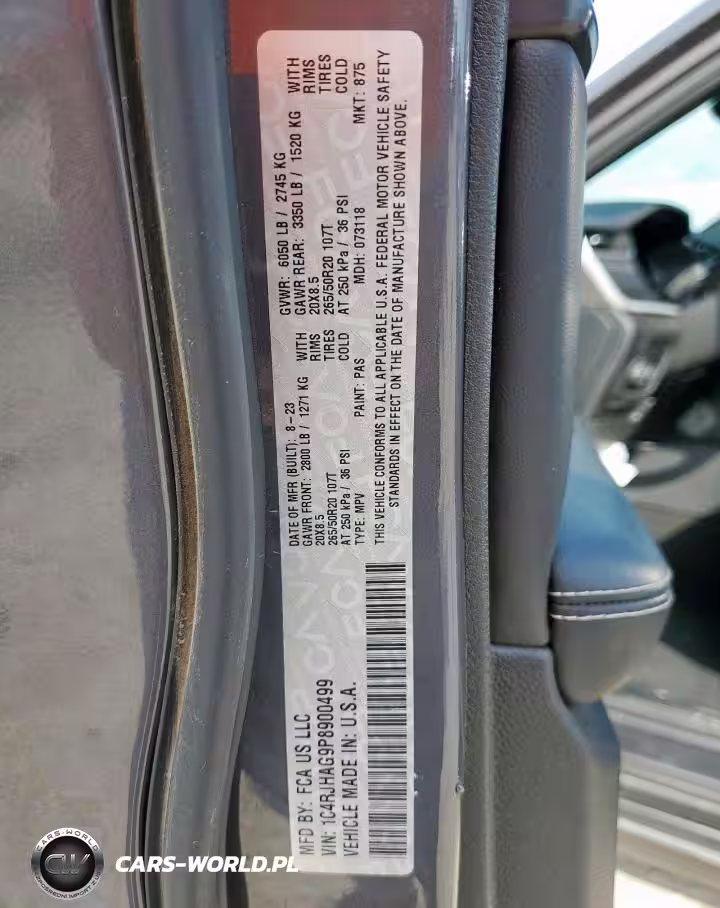 MFD BY: FCA US LLC
VIN: 1C4RJHAG9P8900499
VEHICLE MADE IN: U.S.A.
DATE OF MFR (BUILT): 8-23 GVWR: 6050 LB / 2745 KG
GAWR FRONT: 2800 LB / 1271 KG WITH GAWR REAR: 3350 LB / 1520 KG WITH
20X8.5 RIMS 20X8.5 RIMS
265/50R20 107T TIRES 265/50R20 107T TIRES
AT 250 kPa / 36 PSI COLD AT 250 kPa / 36 PSI COLD
TYPE: MPV PAINT: PAS MDH: 073118 MKT: 875
THIS VEHICLE CONFORMS TO ALL APPLICABLE U.S.A. FEDERAL MOTOR VEHICLE SAFETY
STANDARDS IN EFFECT ON THE DATE OF MANUFACTURE SHOWN ABOVE.
CARS-WORLD
CW
CARS-WORLD.PL